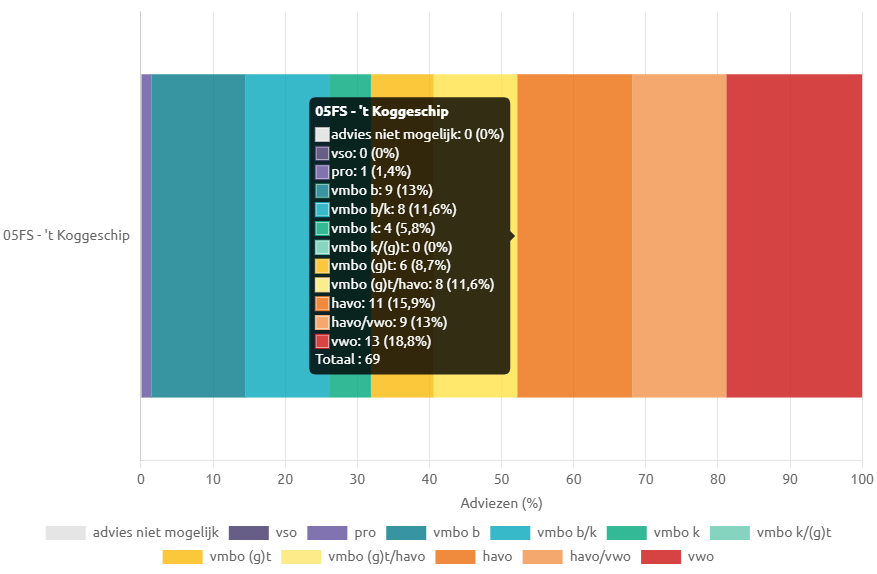 05FS - 't Koggeschip
05FS - 't Koggeschip
advies niet mogelijk: 0 (0%)
vso: 0 (0%)
pro: 1 (1,4%)
vmbo b: 9 (13%)
vmbo b/k: 8 (11,6%)
vmbo k: 4 (5,8%)
vmbo k/(g)t: 0 (0%)
vmbo (g)t: 6 (8,7%)
vmbo (g)t/havo: 8 (11,6%)
havo: 11 (15,9%)
havo/vwo: 9 (13%)
vwo: 13 (18,8%)
Totaal : 69
0 10 20 30 40 50 60 70 80 90 100
Adviezen (%)
advies niet mogelijk vso pro vmbo b vmbo b/k vmbo k vmbo k/(g)t
vmbo (g)t vmbo (g)t/havo havo havo/vwo vwo